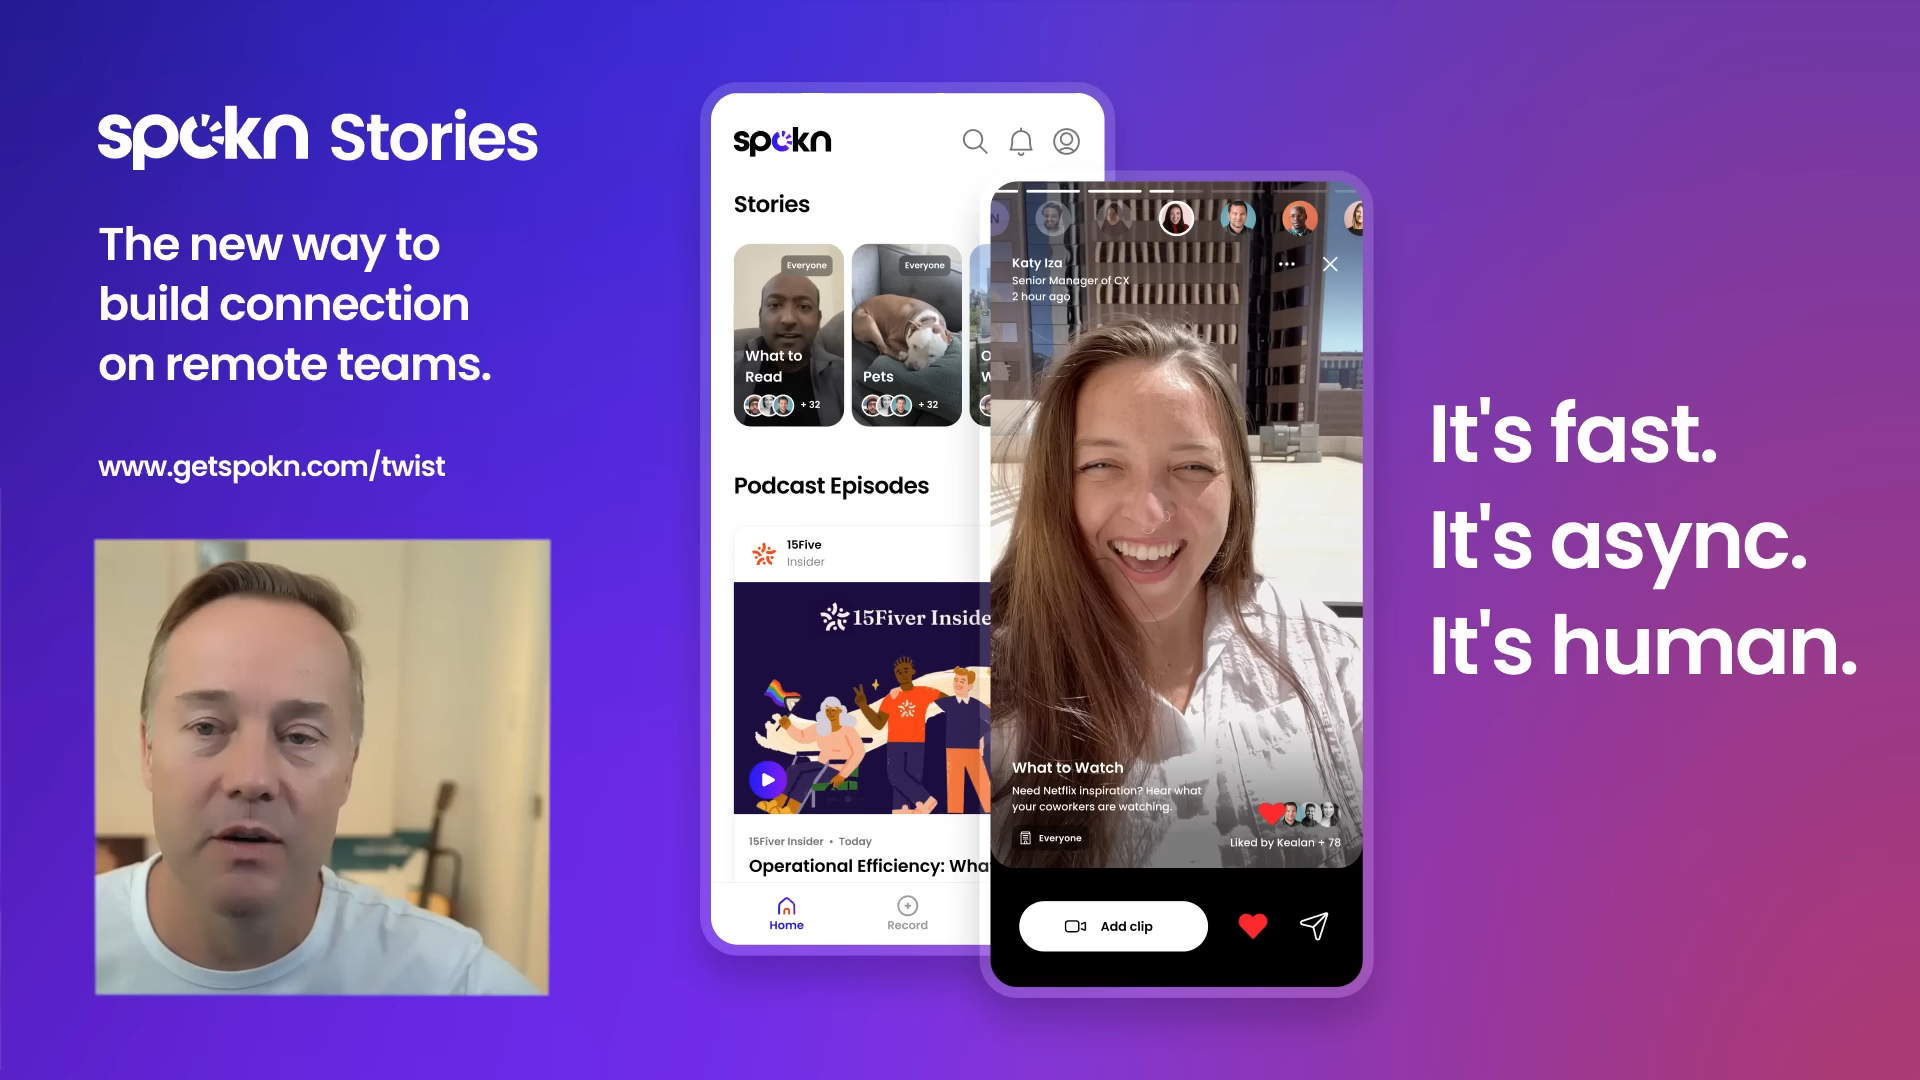 spokn Stories
The new way to
build connection
on remote teams.
www.getspokn.com/twist
spokn
Stories
Everyone
What to
Read
+ 32
Everyone
Pets
+ 32
Podcast Episodes
15Five
Insider
15Fiver Inside
15Fiver Insider • Today
Operational Efficiency: Wha
Home
Record
N
Katy Iza
Senior Manager of CX
2 hour ago
What to Watch
Need Netflix inspiration? Hear what
your coworkers are watching.
Everyone
Liked by Kealan + 78
Add clip
It's fast.
It's async.
It's human.